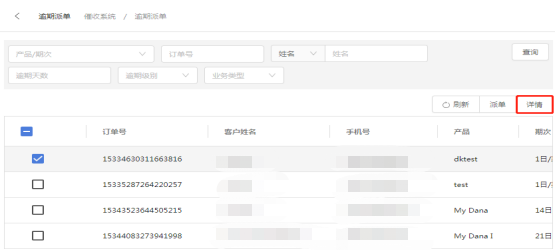 < 逾期派单 催收系统 / 逾期派单
产品/期次 订单号 姓名 姓名 查询
逾期天数 逾期级别 业务类型
刷新 派单 详情
订单号 客户姓名 手机号 产品 期次
15334630311663816 dktest 1日/
15335287264220257 test 1日/
15343523644505215 My Dana 14日
15344083273941998 My Dana I 21日